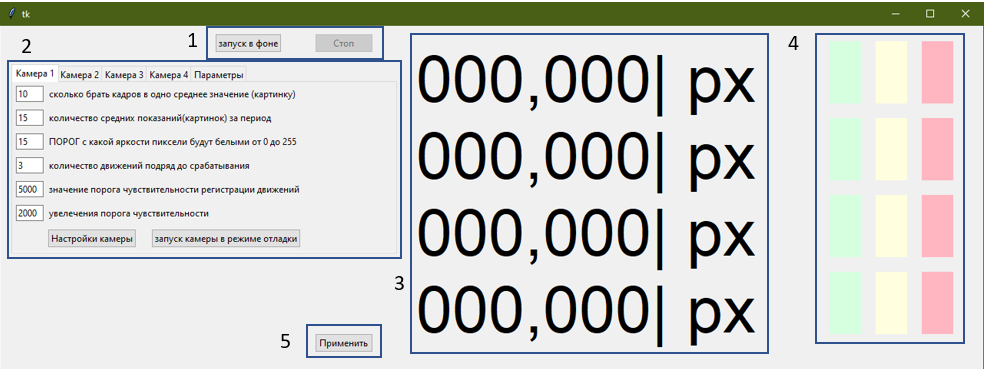 tk
1
запуск в фоне
Стоп
2
Камера 1 Камера 2 Камера 3 Камера 4 Параметры
10 сколько брать кадров в одно среднее значение (картинку)
15 количество средних показаний(картинок) за период
15 ПОРОГ с какой яркости пиксели будут белыми от 0 до 255
3 количество движений подряд до срабатывания
5000 значение порога чувствительности регистрации движений
2000 увелечения порога чувствительности
Настройки камеры
запуск камеры в режиме отладки
3
000,000| px
000,000| px
000,000| px
000,000| px
4
5
Применить